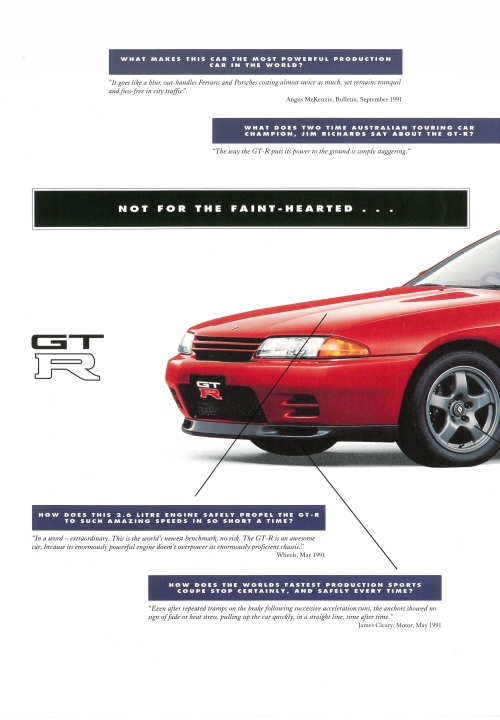 WHAT MAKES THIS CAR THE MOST POWERFUL PRODUCTION
CAR IN THE WORLD?
"It goes like a blur, out-handles Ferraris and Porsches costing almost twice as much, yet remains tranquil
and fuss-free in city traffic".
Angus McKenzie, Bulletin, September 1991
WHAT DOES TWO TIME AUSTRALIAN TOURING CAR
CHAMPION, JIM RICHARDS SAY ABOUT THE GT-R?
"The way the GT-R puts its power to the ground is simply staggering."
NOT FOR THE FAINT-HEARTED . . .
GT
R
GT
R
HOW DOES THIS 2.6 LITRE ENGINE SAFELY PROPEL THE GT-R
TO SUCH AMAZING SPEEDS IN SO SHORT A TIME?
"In a word – extraordinary. This is the world's newest benchmark, no risk. The GT-R is an awesome
car, because its enormously powerful engine doesn't overpower its enormously proficient chassis."
Wheels, May 1991
HOW DOES THE WORLDS FASTEST PRODUCTION SPORTS
COUPE STOP CERTAINLY, AND SAFELY EVERY TIME?
"Even after repeated tramps on the brake following successive acceleration runs, the anchors showed no
sign of fade or heat stress, pulling up the car quickly, in a straight line, time after time."
James Cleary, Motor, May 1991